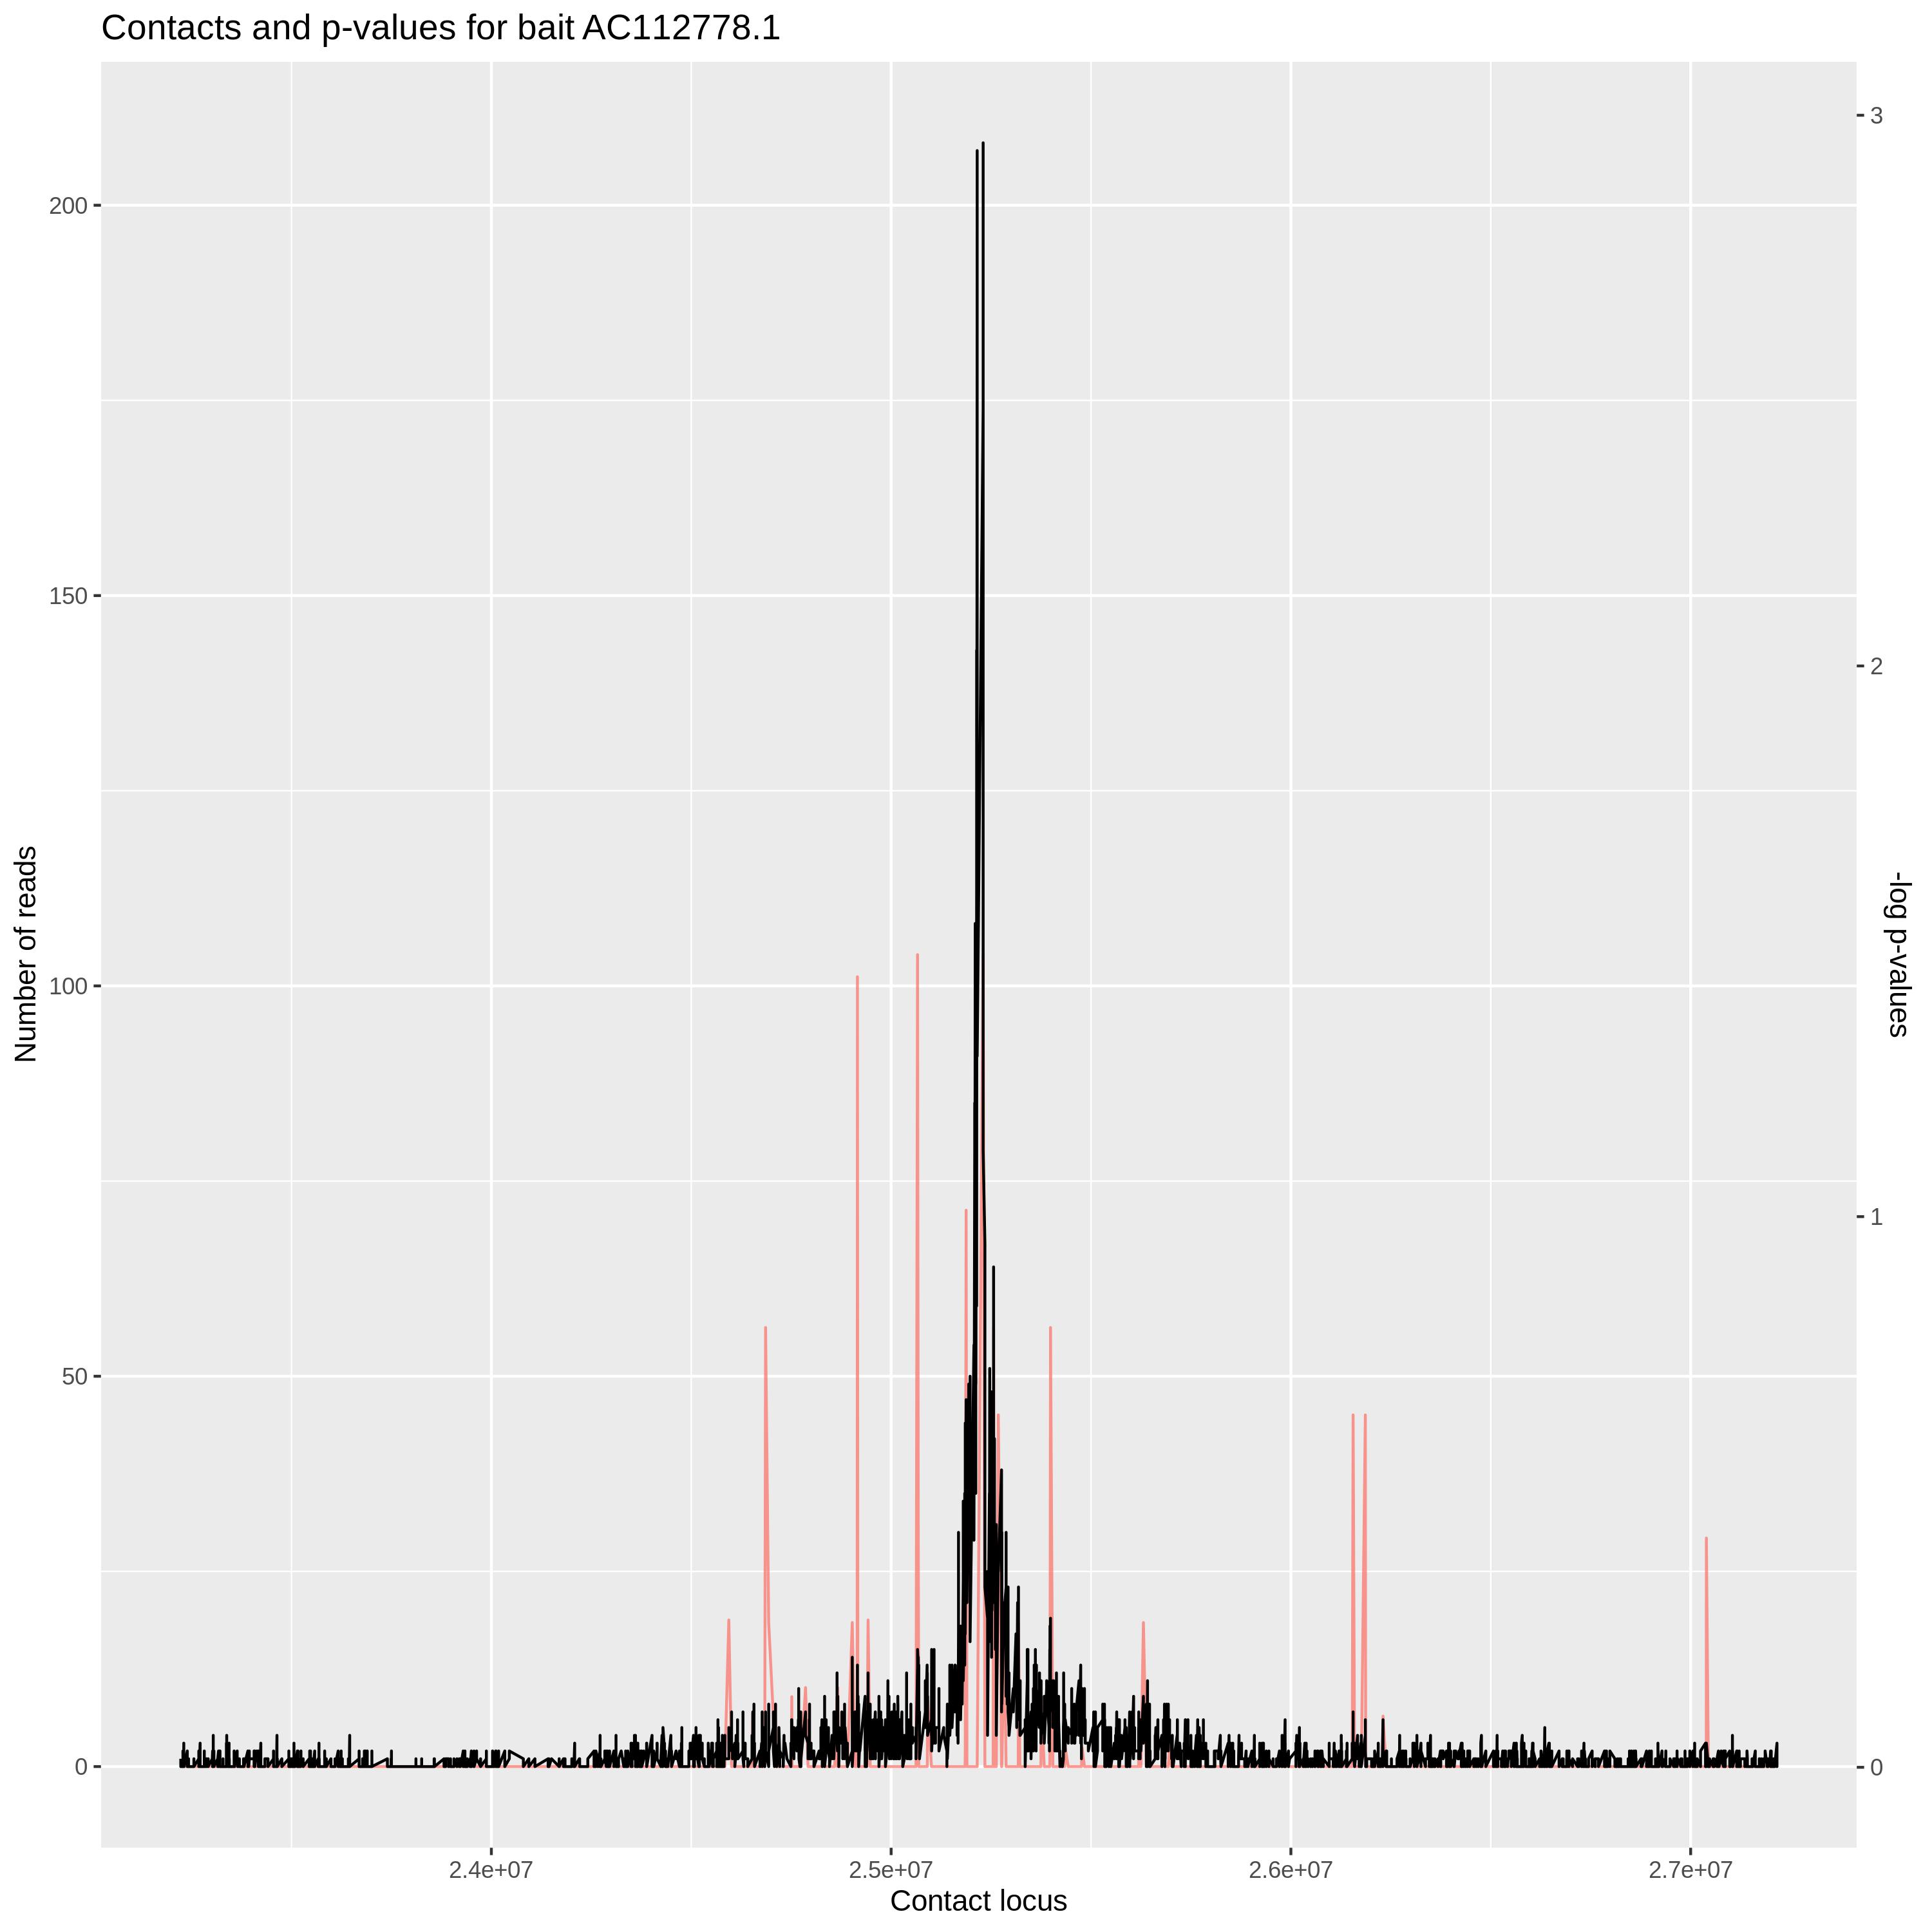 Contacts and p-values for bait AC112778.1
200
150
100
50
0
3
2
1
0
Number of reads
-log p-values
2.4e+07
2.5e+07
2.6e+07
2.7e+07
Contact locus